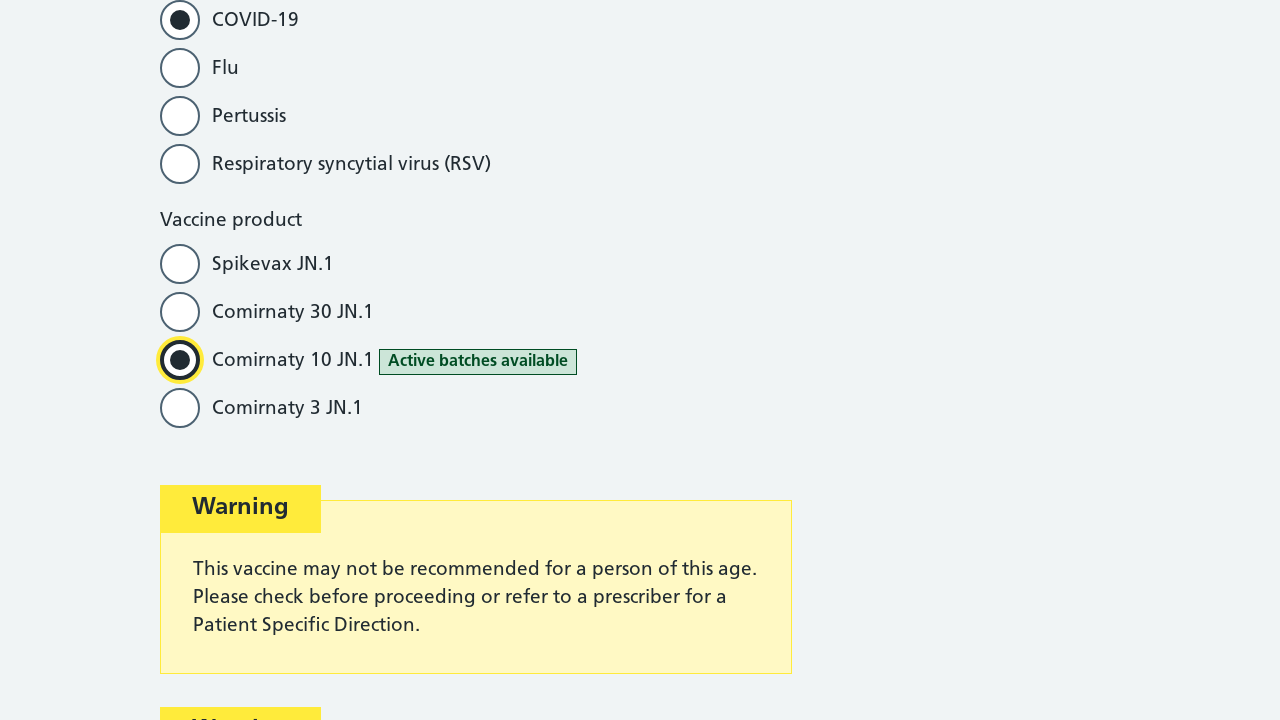 COVID-19
Flu
Pertussis
Respiratory syncytial virus (RSV)
Vaccine product
Spikevax JN.1
Comirnaty 30 JN.1
Comirnaty 10 JN.1 Active batches available
Comirnaty 3 JN.1
Warning
This vaccine may not be recommended for a person of this age.
Please check before proceeding or refer to a prescriber for a
Patient Specific Direction.